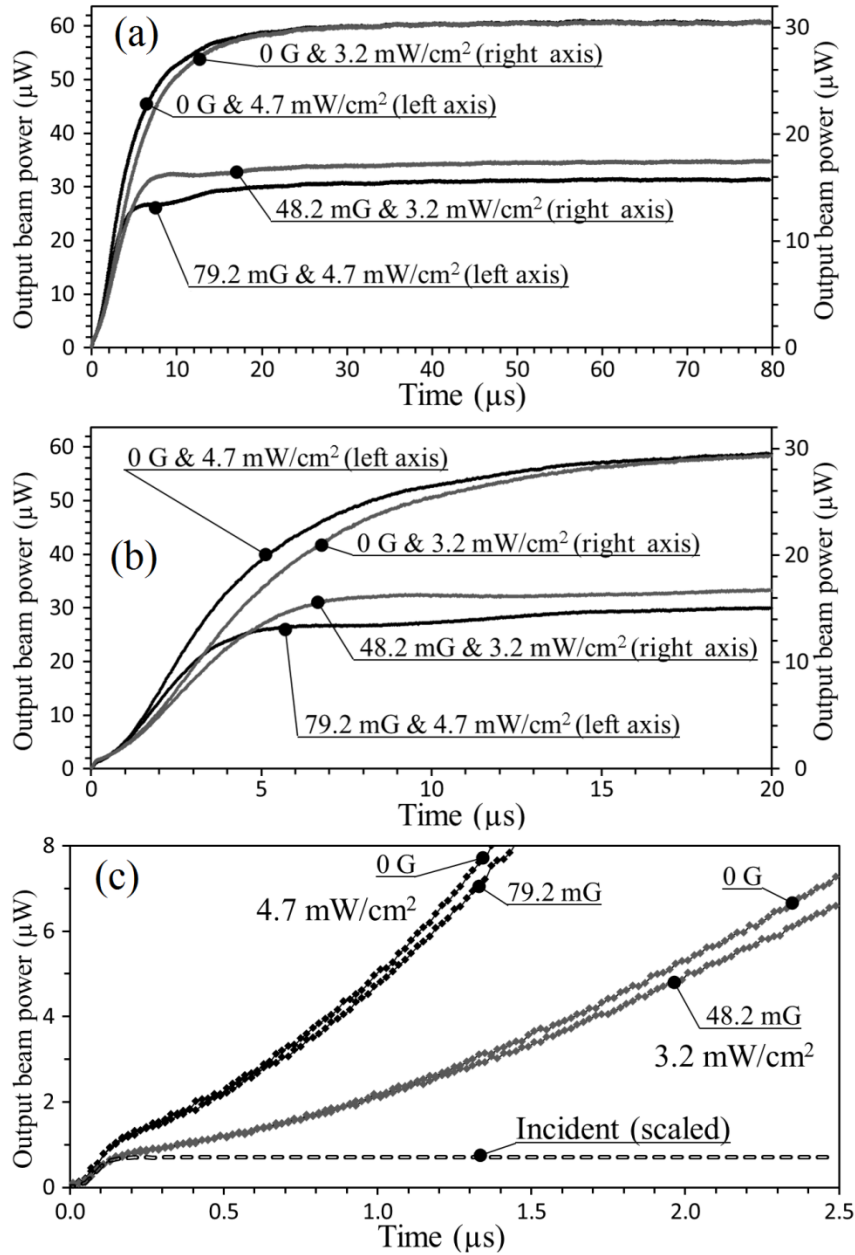 (a)
Output beam power (µW)
Output beam power (µW)
60
50
40
30
20
10
0
30
20
10
0
0 G & 3.2 mW/cm² (right axis)
0 G & 4.7 mW/cm² (left axis)
48.2 mG & 3.2 mW/cm² (right axis)
79.2 mG & 4.7 mW/cm² (left axis)
0 10 20 30 40 50 60 70 80
Time (µs)
(b)
Output beam power (µW)
Output beam power (µW)
60
50
40
30
20
10
0
30
20
10
0
0 G & 4.7 mW/cm² (left axis)
0 G & 3.2 mW/cm² (right axis)
48.2 mG & 3.2 mW/cm² (right axis)
79.2 mG & 4.7 mW/cm² (left axis)
0 5 10 15 20
Time (µs)
(c)
Output beam power (µW)
8
6
4
2
0
0 G
4.7 mW/cm²
79.2 mG
0 G
48.2 mG
3.2 mW/cm²
Incident (scaled)
0.0 0.5 1.0 1.5 2.0 2.5
Time (µs)